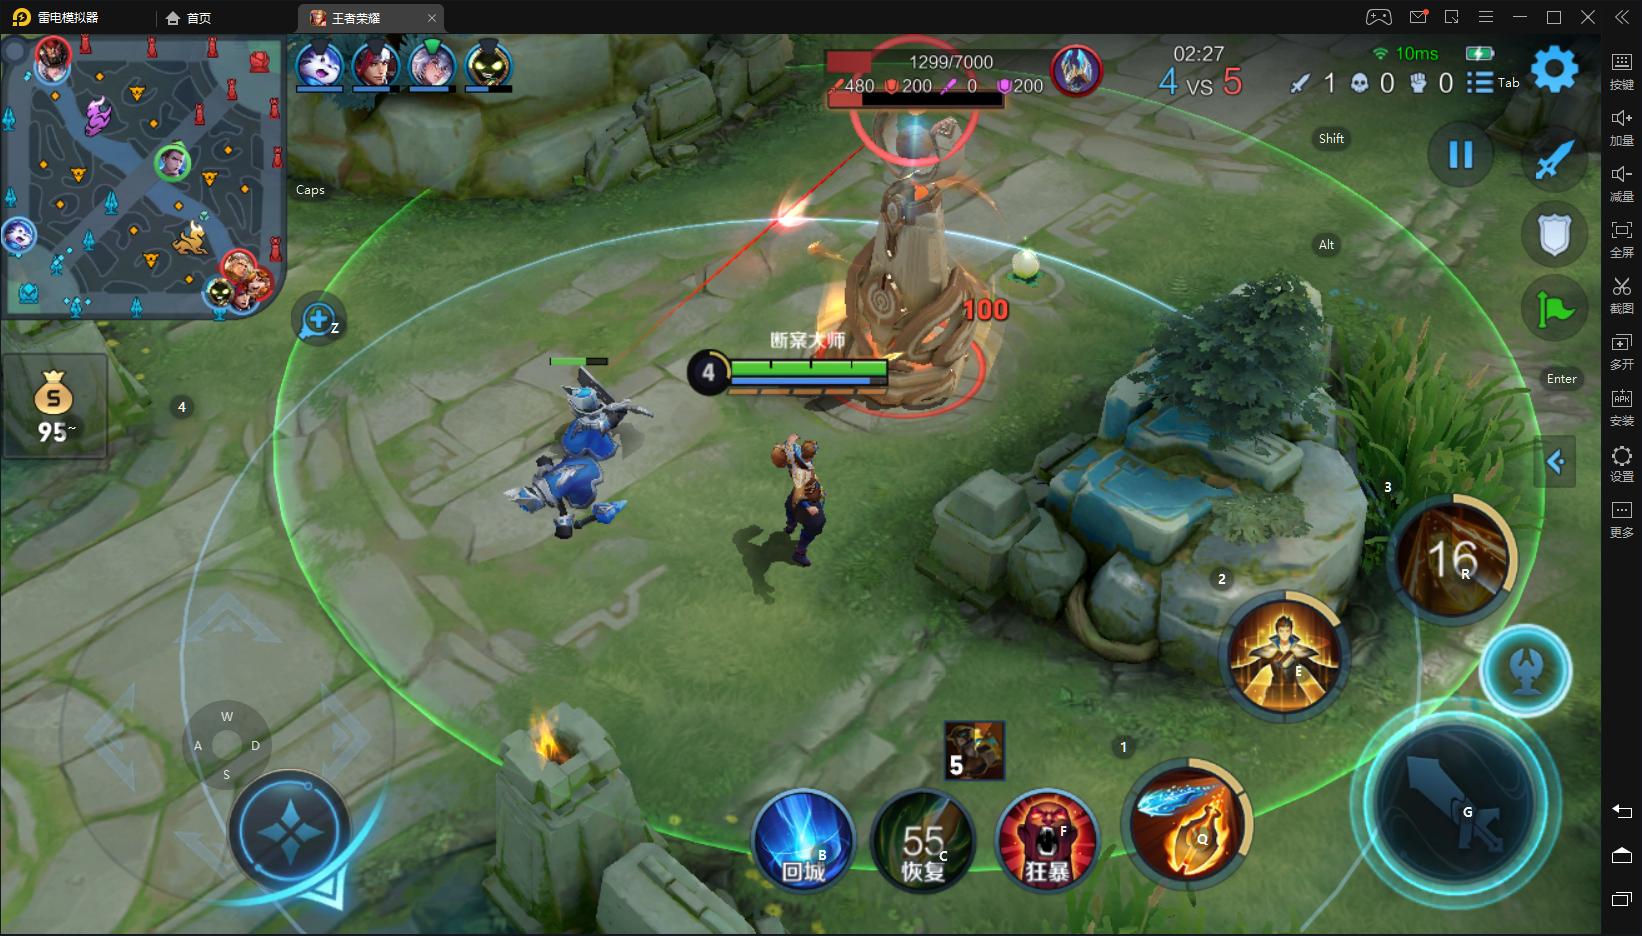 雷电模拟器
首页
王者荣耀
1299/7000
480 200 0 200
02:27
4 VS 5
10ms
1 0 0
Tab
Shift
Caps
Alt
Z
Enter
100
断案大师
4
S
95~
4
3
16
R
2
E
W
A D
S
1
5
G
B
回城
55
C
恢复
F
狂暴
Q
按键
加量
减量
全屏
截图
多开
APK
安装
设置
更多